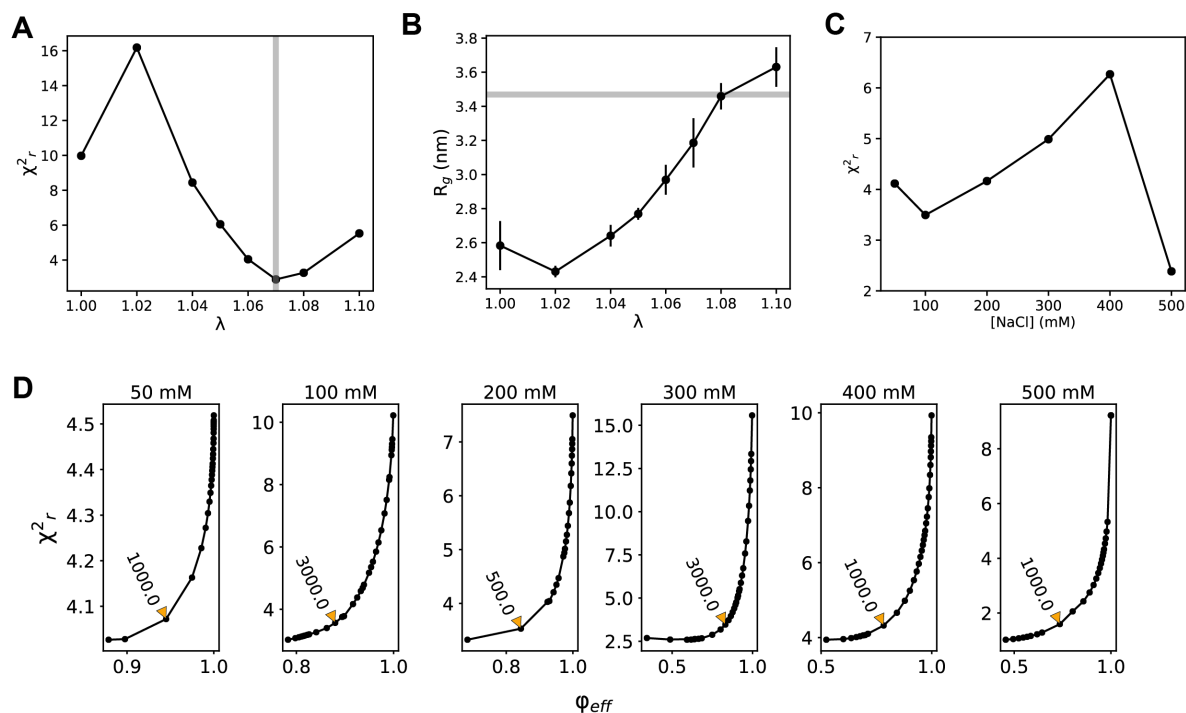 A
16
14
12
10
8
6
4
χ²r
1.00 1.02 1.04 1.06 1.08 1.10
λ
B
3.8
3.6
3.4
3.2
3.0
2.8
2.6
2.4
Rg (nm)
1.00 1.02 1.04 1.06 1.08 1.10
λ
C
7
6
5
4
3
2
χ²r
100 200 300 400 500
[NaCl] (mM)
D
50 mM
4.5
4.4
4.3
4.2
4.1
χ²r
1000.0
0.9 1.0
100 mM
10
8
6
4
3000.0
0.8 0.9 1.0
200 mM
7
6
5
4
500.0
0.8 1.0
300 mM
15.0
12.5
10.0
7.5
5.0
2.5
3000.0
0.5 1.0
400 mM
10
8
6
4
1000.0
0.5 1.0
500 mM
8
6
4
2
1000.0
0.5 1.0
φeff